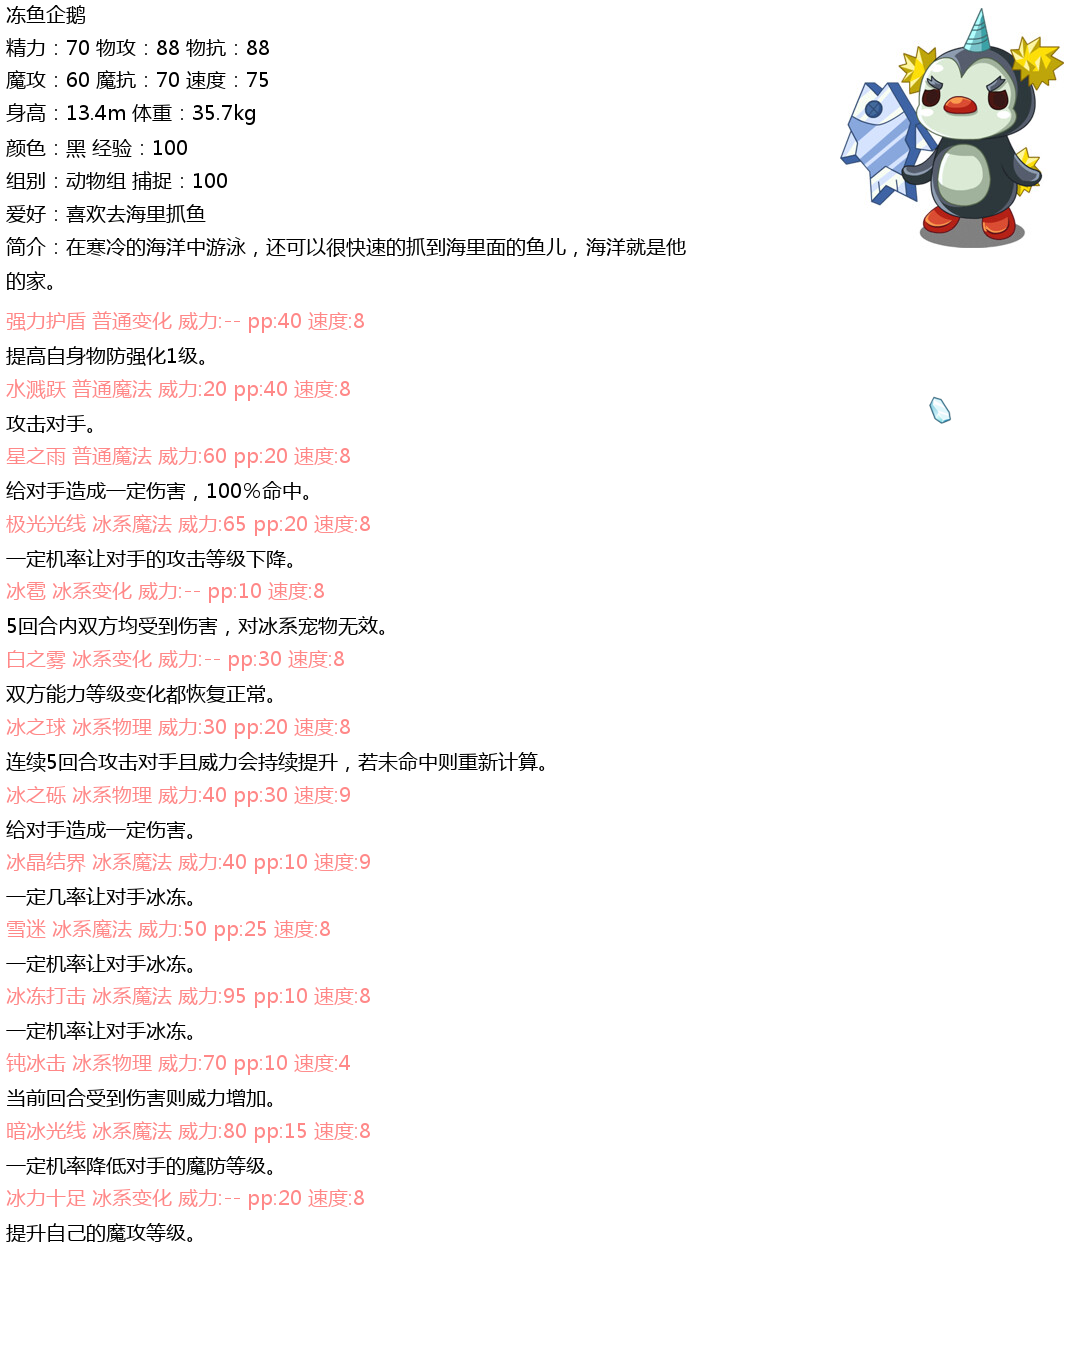 冻鱼企鹅
精力：70 物攻：88 物抗：88
魔攻：60 魔抗：70 速度：75
身高：13.4m 体重：35.7kg
颜色：黑 经验：100
组别：动物组 捕捉：100
爱好：喜欢去海里抓鱼
简介：在寒冷的海洋中游泳，还可以很快速的抓到海里面的鱼儿，海洋就是他
的家。
强力护盾 普通变化 威力:-- pp:40 速度:8
提高自身物防强化1级。
水溅跃 普通魔法 威力:20 pp:40 速度:8
攻击对手。
星之雨 普通魔法 威力:60 pp:20 速度:8
给对手造成一定伤害，100%命中。
极光光线 冰系魔法 威力:65 pp:20 速度:8
一定机率让对手的攻击等级下降。
冰雹 冰系变化 威力:-- pp:10 速度:8
5回合内双方均受到伤害，对冰系宠物无效。
白之雾 冰系变化 威力:-- pp:30 速度:8
双方能力等级变化都恢复正常。
冰之球 冰系物理 威力:30 pp:20 速度:8
连续5回合攻击对手且威力会持续提升，若未命中则重新计算。
冰之砾 冰系物理 威力:40 pp:30 速度:9
给对手造成一定伤害。
冰晶结界 冰系魔法 威力:40 pp:10 速度:9
一定几率让对手冰冻。
雪迷 冰系魔法 威力:50 pp:25 速度:8
一定机率让对手冰冻。
冰冻打击 冰系魔法 威力:95 pp:10 速度:8
一定机率让对手冰冻。
钝冰击 冰系物理 威力:70 pp:10 速度:4
当前回合受到伤害则威力增加。
暗冰光线 冰系魔法 威力:80 pp:15 速度:8
一定机率降低对手的魔防等级。
冰力十足 冰系变化 威力:-- pp:20 速度:8
提升自己的魔攻等级。